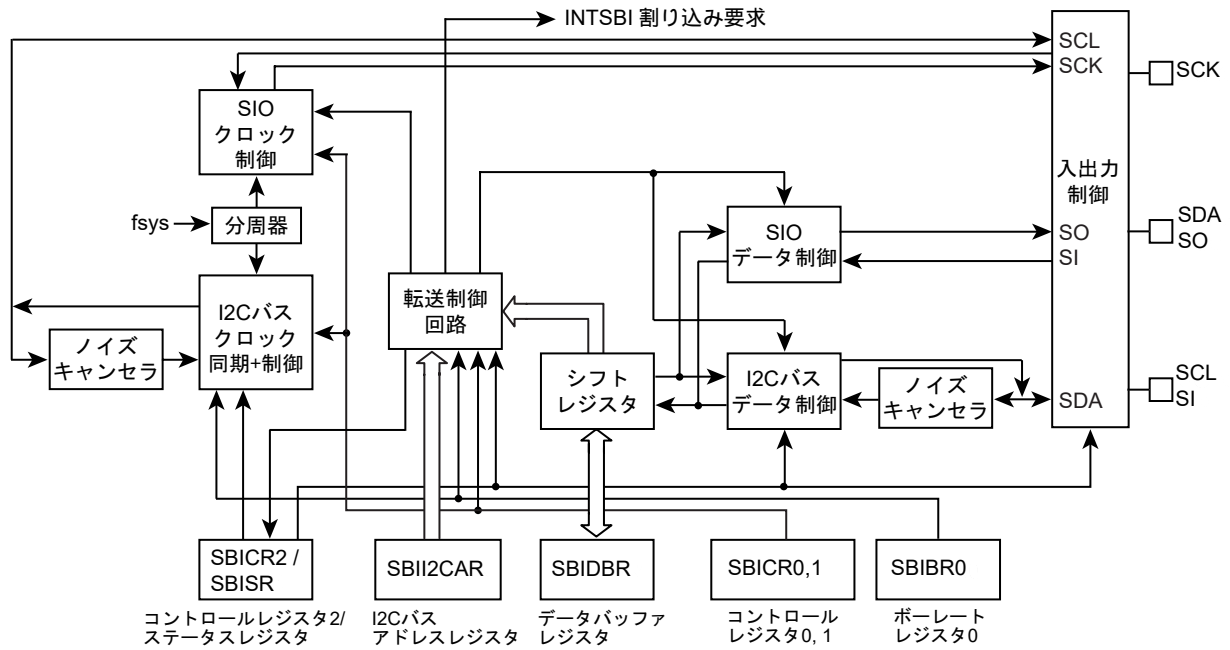 INTSBI 割り込み要求
SCL
SCK
SCK
SIO
クロック
制御
入出力
制御
fsys
分周器
SIO
データ制御
SO
SI
SDA
SO
I2Cバス
クロック
同期+制御
転送制御
回路
ノイズ
キャンセラ
シフト
レジスタ
I2Cバス
データ制御
ノイズ
キャンセラ
SDA
SCL
SI
SBICR2 /
SBISR
SBII2CAR
SBIDBR
SBICR0,1
SBIBR0
コントロールレジスタ2/
ステータスレジスタ
I2Cバス
アドレスレジスタ
データバッファ
レジスタ
コントロール
レジスタ0, 1
ボーレート
レジスタ0